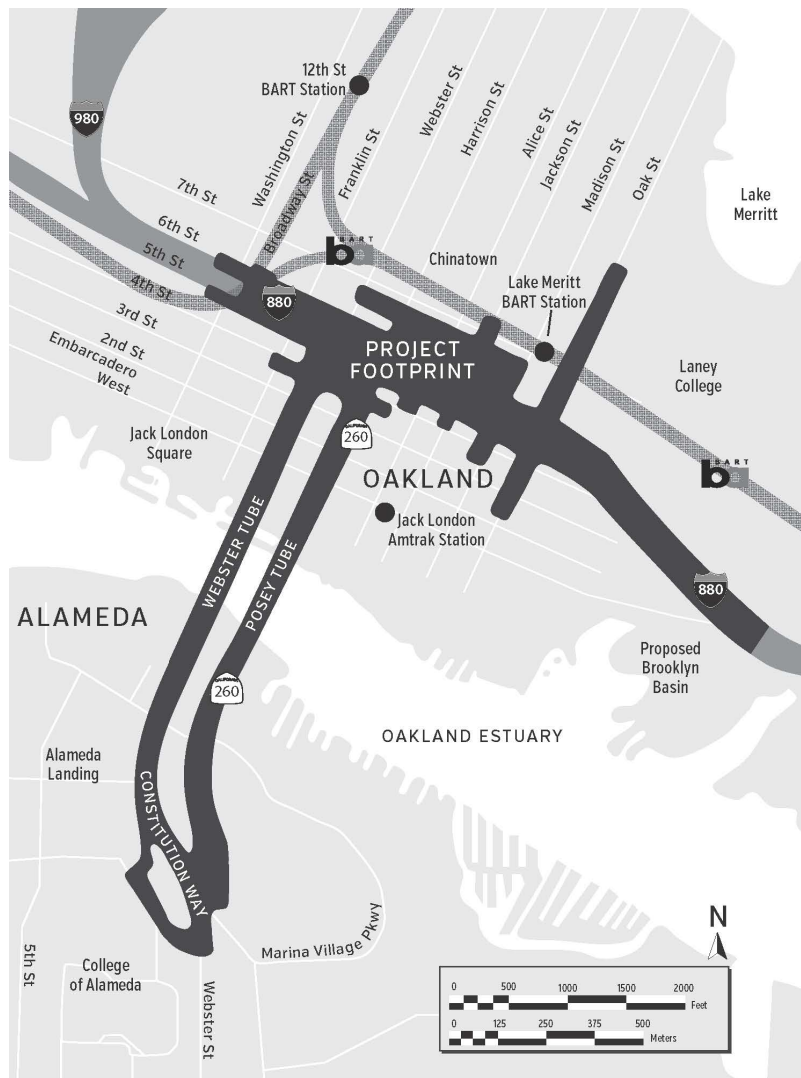 12th St
BART Station
980
Webster St
Harrison St
Alice St
Jackson St
Madison St
Oak St
Washington St
Franklin St
Broadway St
7th St
6th St
5th St
4th St
3rd St
2nd St
Embarcadero
West
Lake
Merritt
BART
ba
Chinatown
880
Lake Merritt
BART Station
PROJECT
FOOTPRINT
Laney
College
Jack London
Square
CALIFORNIA
260
OAKLAND
BART
ba
Jack London
Amtrak Station
WEBSTER TUBE
POSEY TUBE
880
ALAMEDA
Proposed
Brooklyn
Basin
CALIFORNIA
260
OAKLAND ESTUARY
Alameda
Landing
CONSTITUTION WAY
N
Marina Village Pkwy
5th St
College
of Alameda
Webster St
0 500 1000 1500 2000
Feet
0 125 250 375 500
Meters